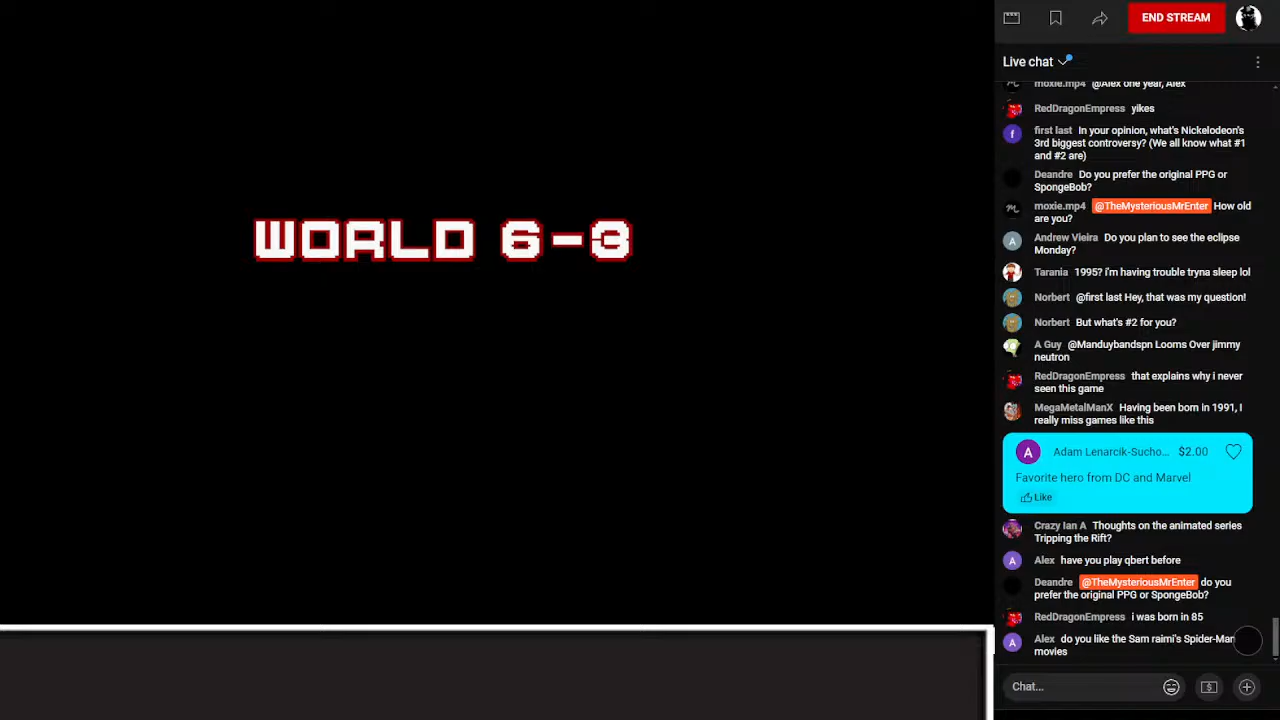 WORLD 6-3
END STREAM
Live chat
moxie.mp4 @Alex one year, Alex
RedDragonEmpress yikes
first last In your opinion, what's Nickelodeon's
3rd biggest controversy? (We all know what #1
and #2 are)
Deandre Do you prefer the original PPG or
SpongeBob?
moxie.mp4 @TheMysteriousMrEnter How old
are you?
Andrew Vieira Do you plan to see the eclipse
Monday?
Tarania 1995? i'm having trouble tryna sleep lol
Norbert @first last Hey, that was my question!
Norbert But what's #2 for you?
A Guy @Manduybandspn Looms Over jimmy
neutron
RedDragonEmpress that explains why i never
seen this game
MegaMetalManX Having been born in 1991, I
really miss games like this
A Adam Lenarcik-Sucho... $2.00
Favorite hero from DC and Marvel
Like
Crazy Ian A Thoughts on the animated series
Tripping the Rift?
Alex have you play qbert before
Deandre @TheMysteriousMrEnter do you
prefer the original PPG or SpongeBob?
RedDragonEmpress i was born in 85
Alex do you like the Sam raimi's Spider-Man
movies
Chat...